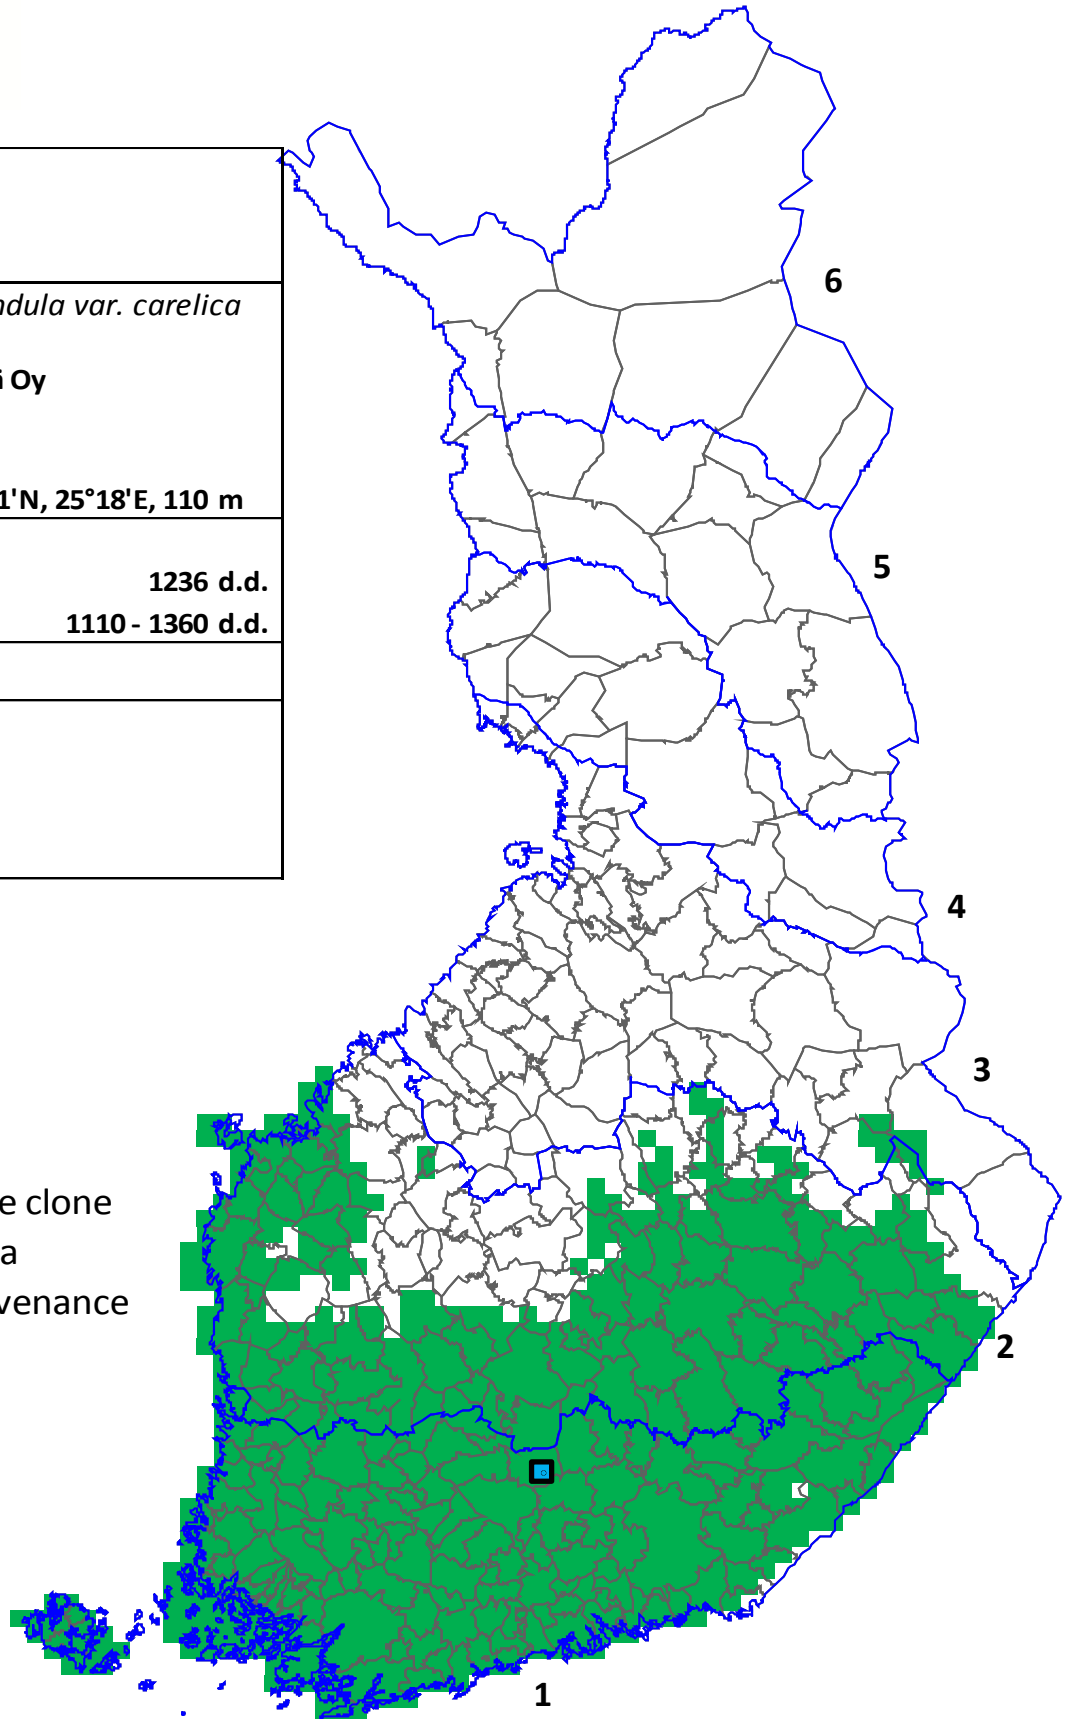 ndula var. carelica
Oy
1'N, 25°18'E, 110 m
1236 d.d.
1110 - 1360 d.d.
6
5
4
3
2
1
e clone
a
venance